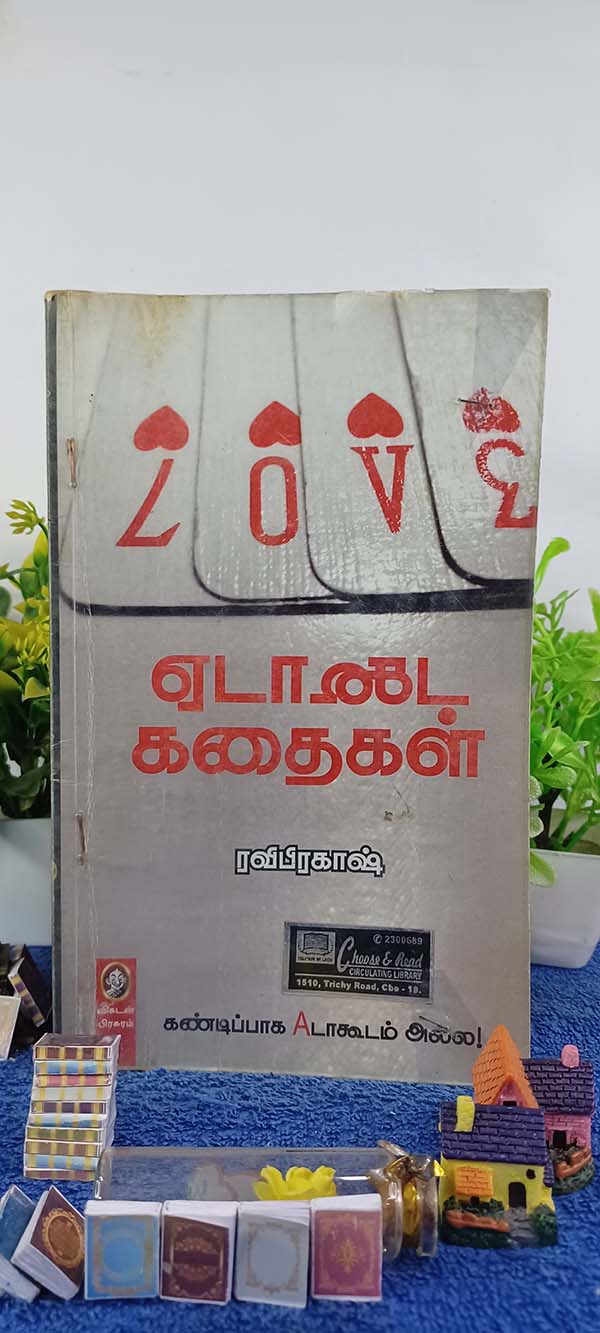 LOVE
ஏடாகூட
கதைகள்
ரவிபிரகாஷ்
✆ 2300689
Choose & Read
CIRCULATING LIBRARY
1510, Trichy Road, Cbe - 18.
விகடன்
பிரசுரம்
கண்டிப்பாக Aடாகூடம் அல்ல!